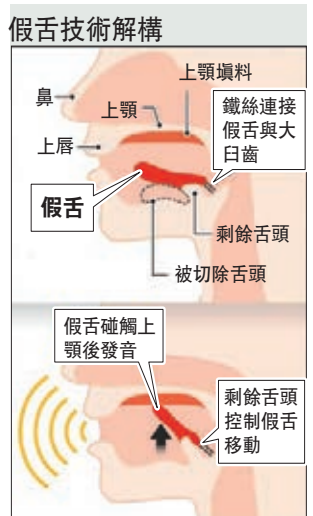 假舌技術解構
上顎填料
鼻
上顎
鐵絲連接
假舌與大
臼齒
上唇
假舌
剩餘舌頭
被切除舌頭
假舌碰觸上
顎後發音
剩餘舌頭
控制假舌
移動